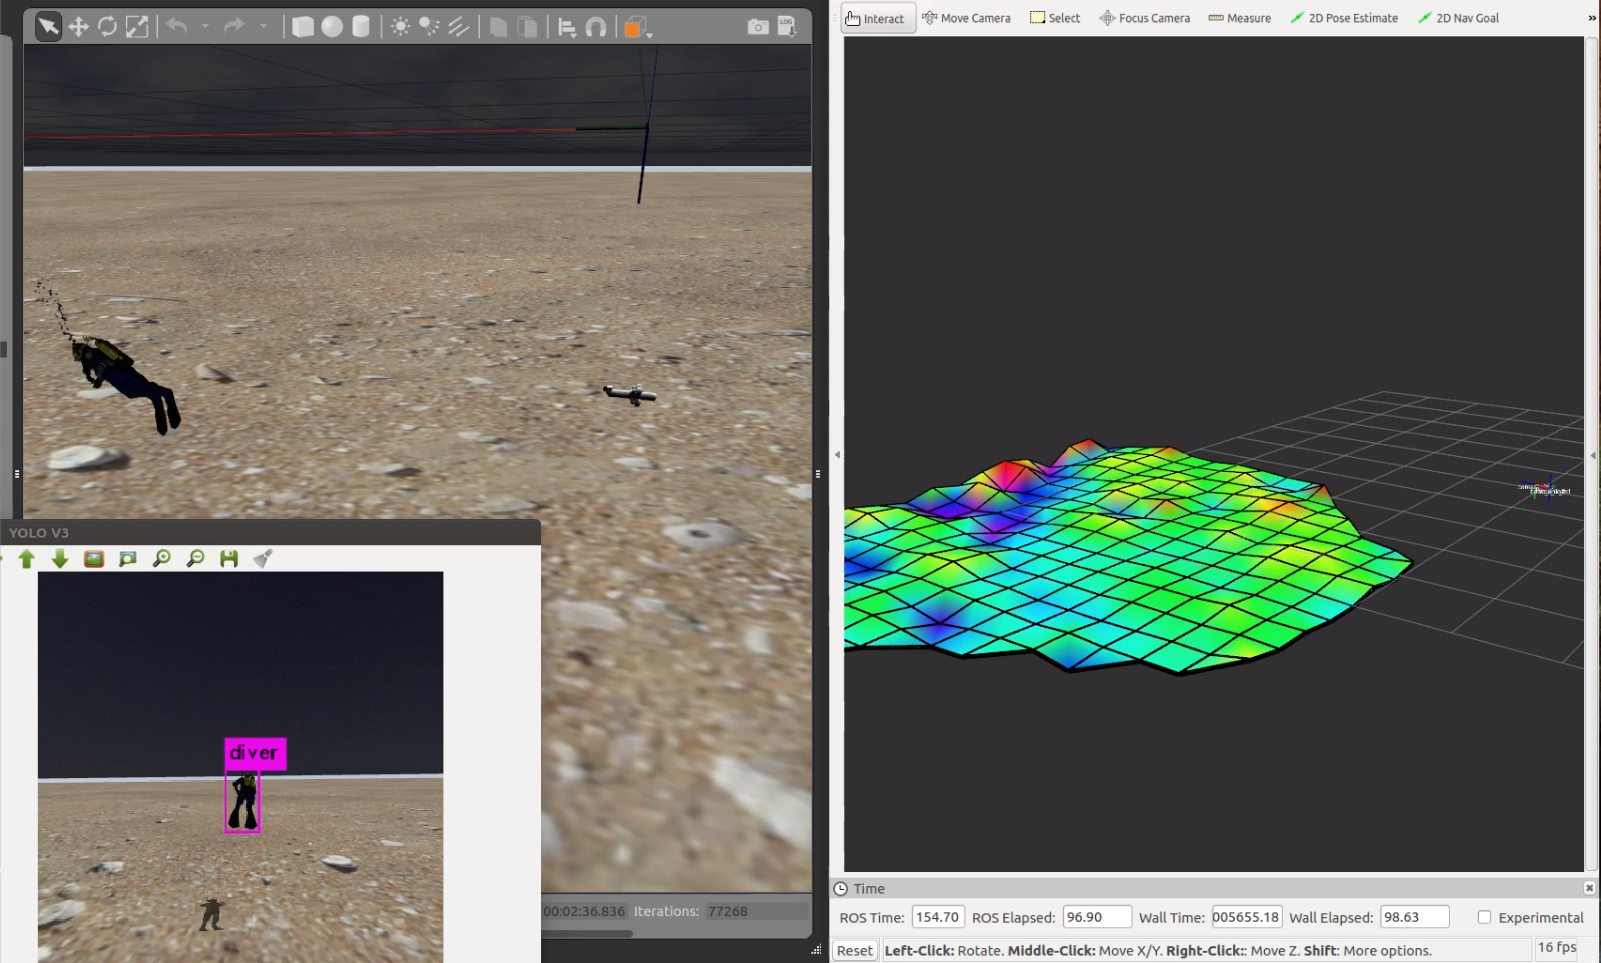 LOG
Interact Move Camera Select Focus Camera Measure 2D Pose Estimate 2D Nav Goal »
YOLO V3
diver
00:02:36.836 Iterations: 77268
Time
ROS Time: 154.70 ROS Elapsed: 96.90 Wall Time: 005655.18 Wall Elapsed: 98.63 Experimental
Reset Left-Click: Rotate. Middle-Click: Move X/Y. Right-Click:: Move Z. Shift: More options. 16 fps